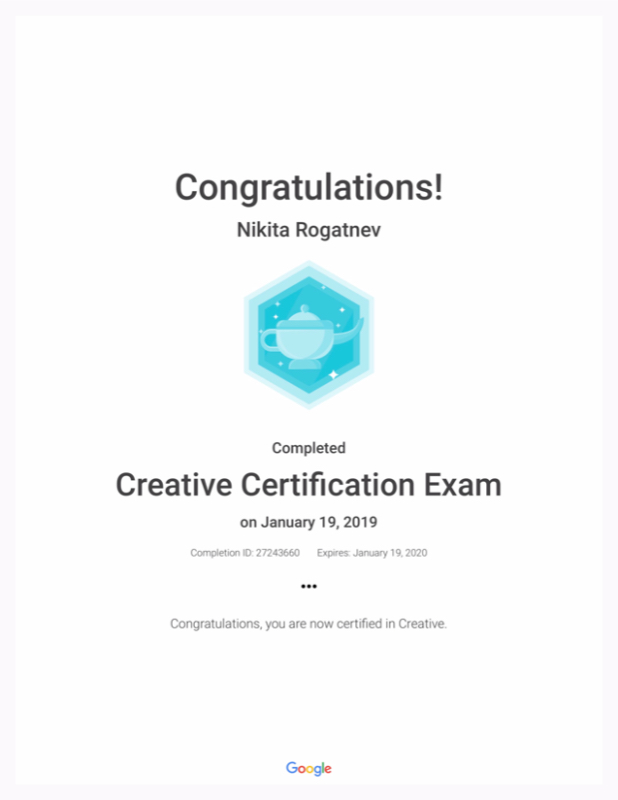 Congratulations!
Nikita Rogatnev
Completed
Creative Certification Exam
on January 19, 2019
Completion ID: 27243660 Expires: January 19, 2020
•••
Congratulations, you are now certified in Creative.
Google